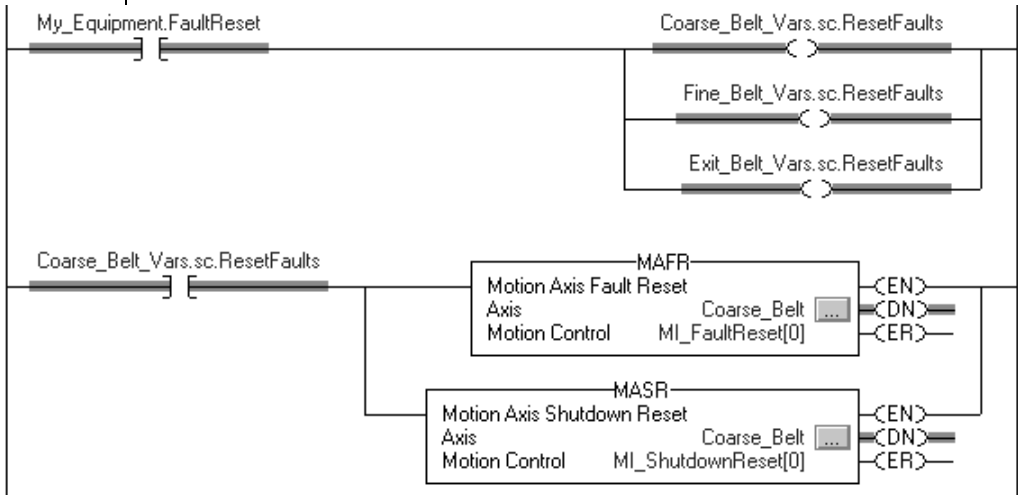 My_Equipment.FaultReset
Coarse_Belt_Vars.sc.ResetFaults
Fine_Belt_Vars.sc.ResetFaults
Exit_Belt_Vars.sc.ResetFaults
Coarse_Belt_Vars.sc.ResetFaults
MAFR
Motion Axis Fault Reset
Axis Coarse_Belt ...
Motion Control MI_FaultReset[0]
EN
DN
ER
MASR
Motion Axis Shutdown Reset
Axis Coarse_Belt ...
Motion Control MI_ShutdownReset[0]
EN
DN
ER